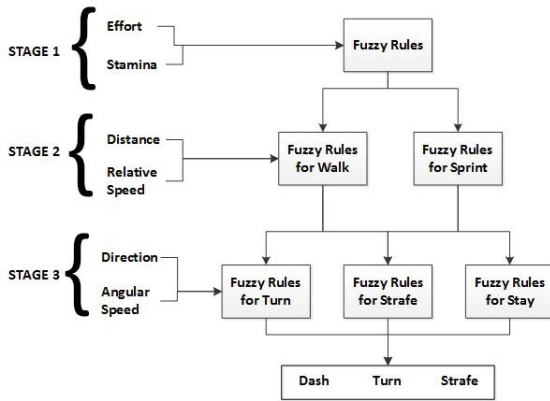 Effort
STAGE 1
Stamina
Fuzzy Rules
Distance
STAGE 2
Relative
Speed
Fuzzy Rules
for Walk
Fuzzy Rules
for Sprint
Direction
STAGE 3
Angular
Speed
Fuzzy Rules
for Turn
Fuzzy Rules
for Strafe
Fuzzy Rules
for Stay
Dash Turn Strafe